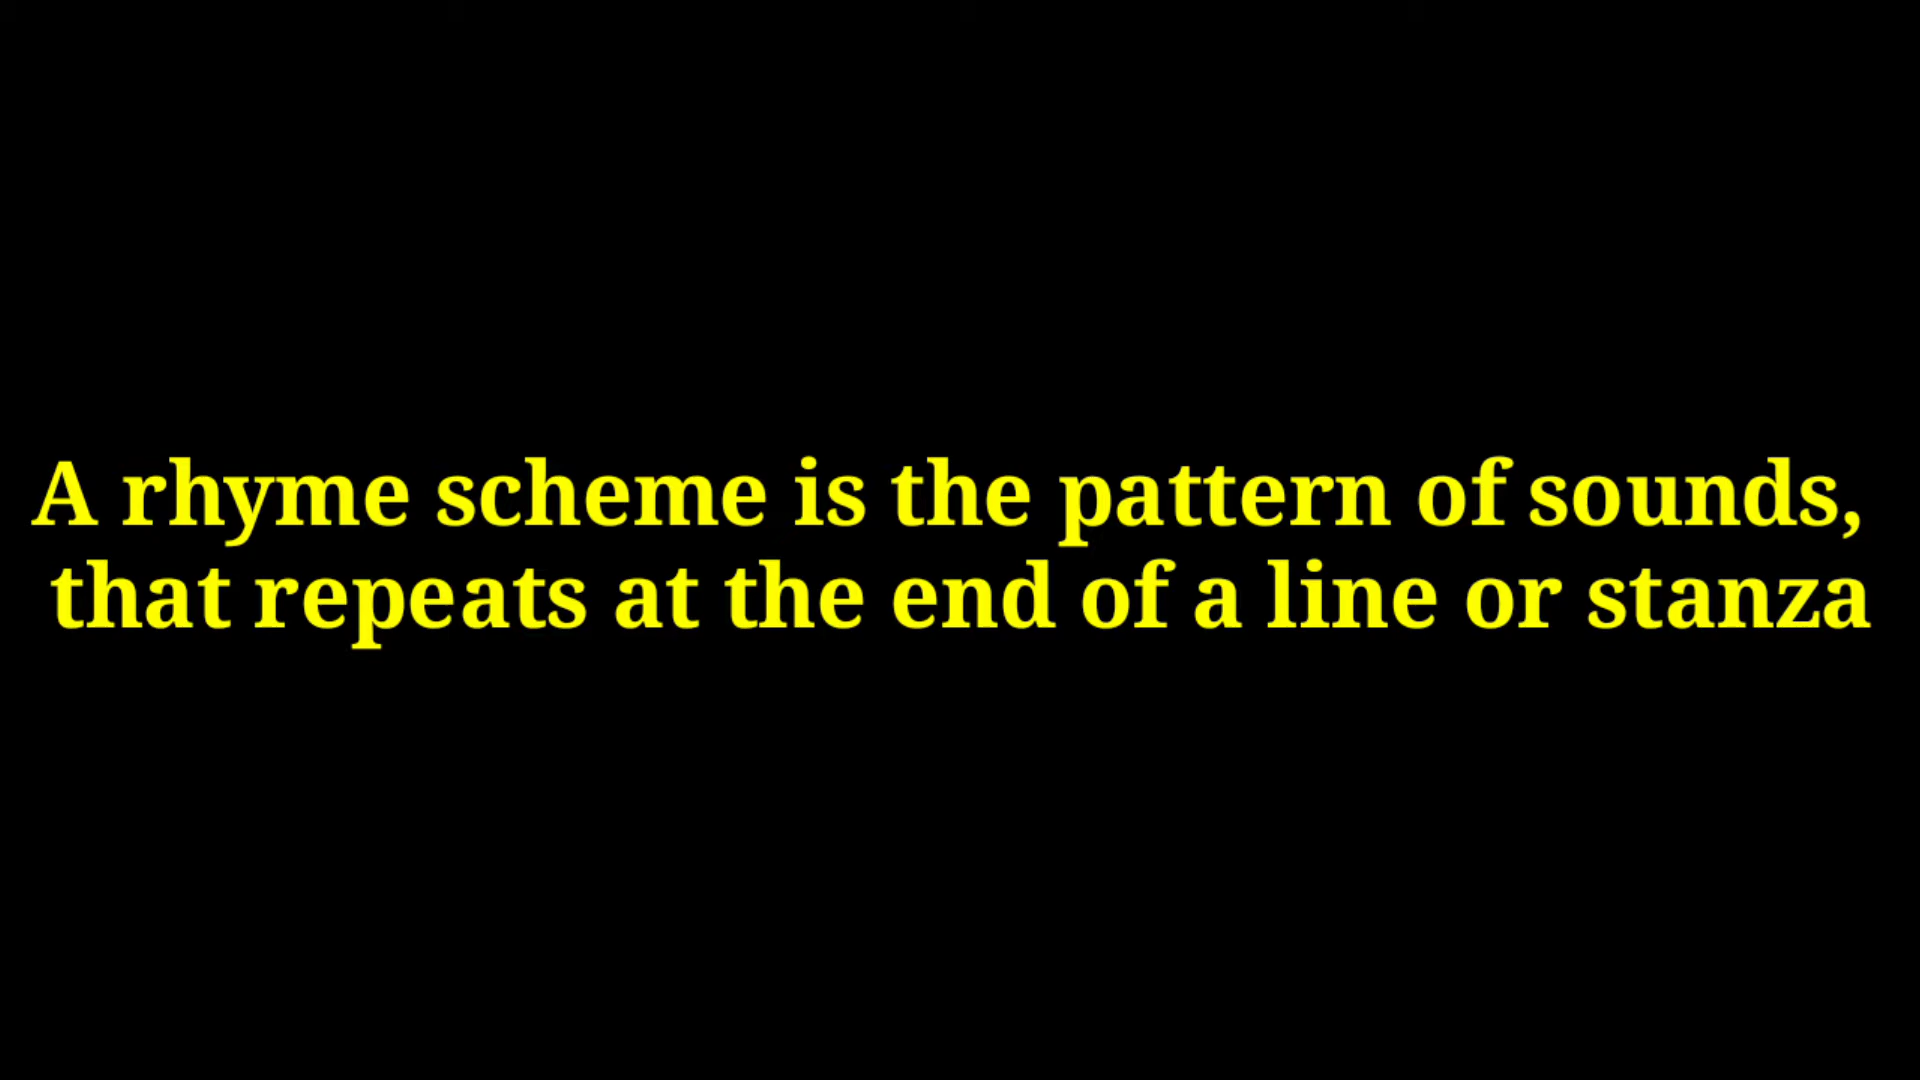 A rhyme scheme is the pattern of sounds,
that repeats at the end of a line or stanza